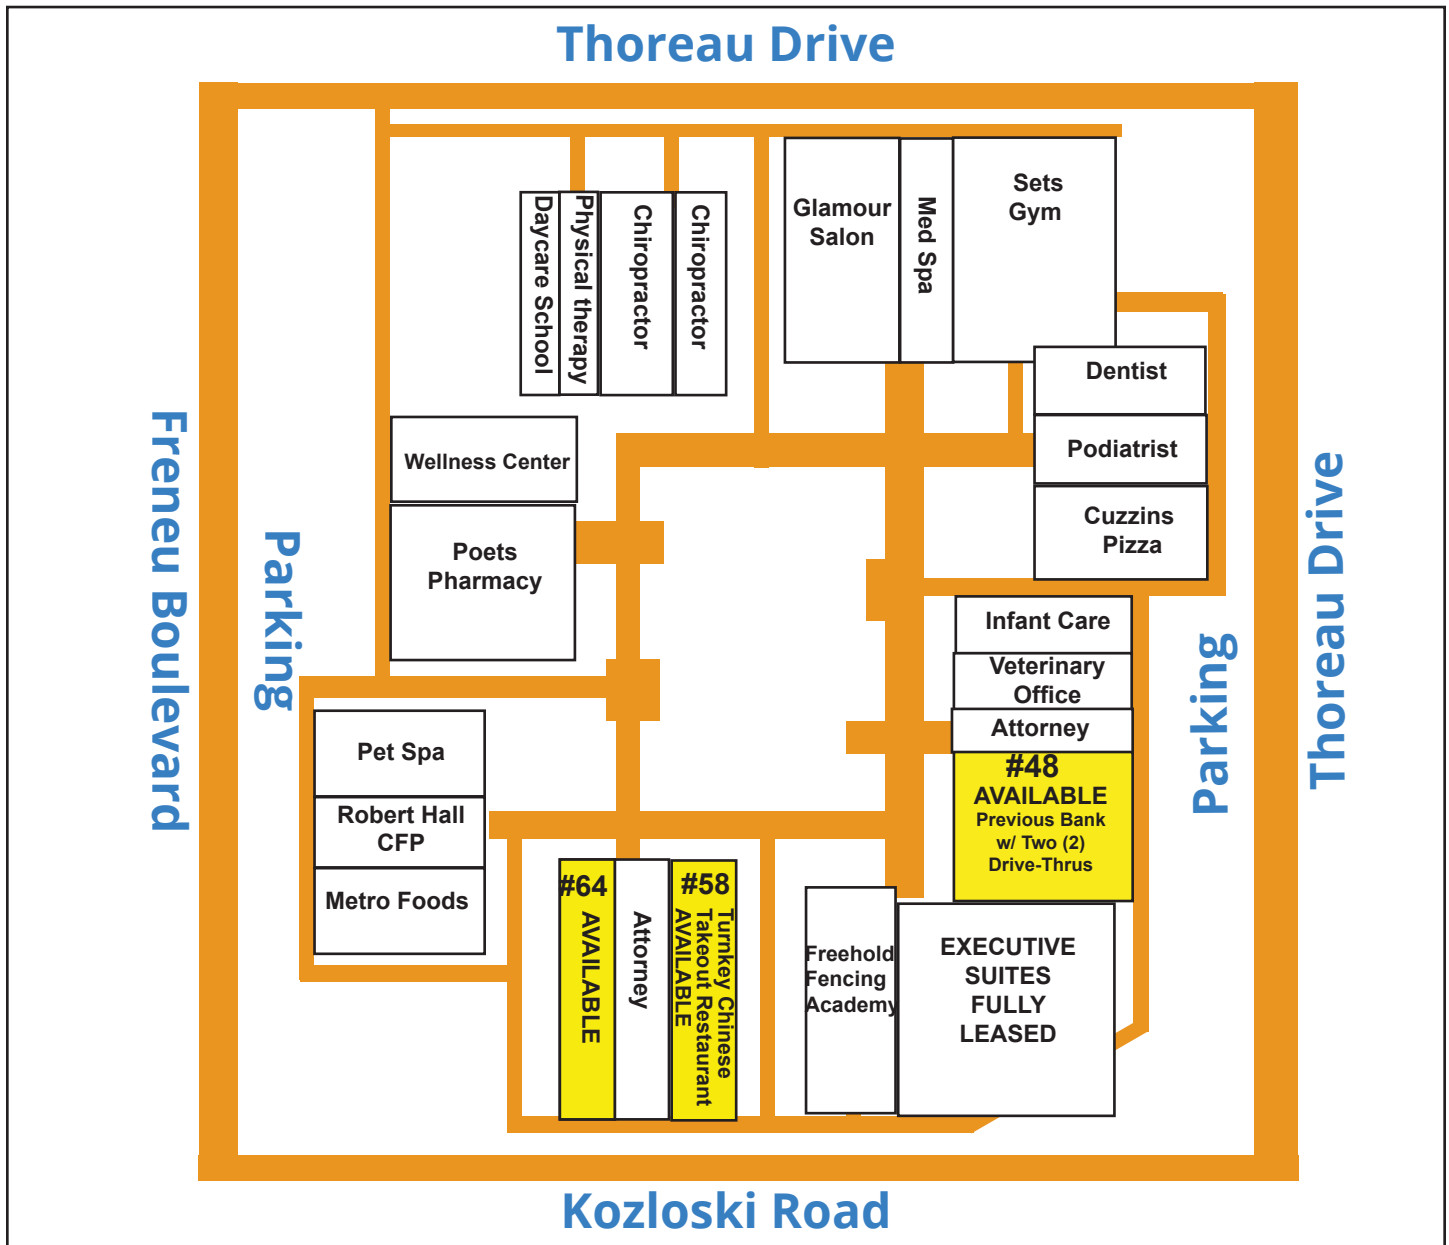 Thoreau Drive
Glamour
Salon
Med Spa
Sets
Gym
Daycare School
Physical therapy
Chiropractor
Chiropractor
Dentist
Podiatrist
Cuzzins
Pizza
Wellness Center
Poets
Pharmacy
Freneu Boulevard
Parking
Thoreau Drive
Parking
Infant Care
Veterinary
Office
Attorney
#48
AVAILABLE
Previous Bank
w/ Two (2)
Drive-Thrus
Pet Spa
Robert Hall
CFP
Metro Foods
#64
AVAILABLE
Attorney
#58
Turnkey Chinese
Takeout Restaurant
AVAILABLE
Freehold
Fencing
Academy
EXECUTIVE
SUITES
FULLY
LEASED
Kozloski Road